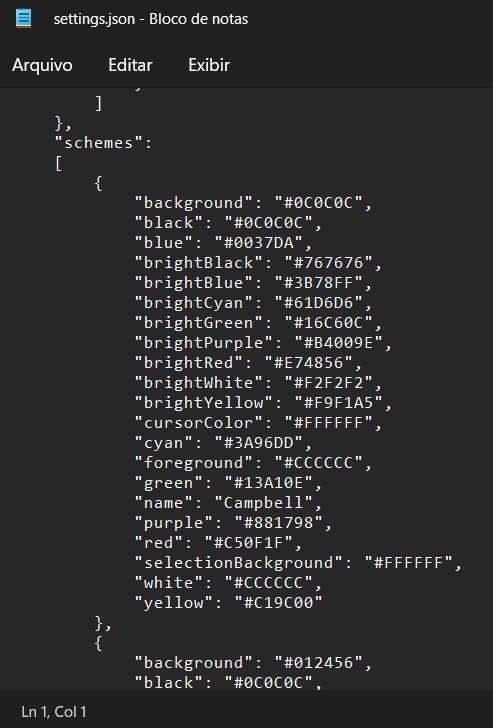 settings.json - Bloco de notas
Arquivo Editar Exibir
]
},
"schemes":
[
{
"background": "#0C0C0C",
"black": "#0C0C0C",
"blue": "#0037DA",
"brightBlack": "#767676",
"brightBlue": "#3B78FF",
"brightCyan": "#61D6D6",
"brightGreen": "#16C60C",
"brightPurple": "#B4009E",
"brightRed": "#E74856",
"brightWhite": "#F2F2F2",
"brightYellow": "#F9F1A5",
"cursorColor": "#FFFFFF",
"cyan": "#3A96DD",
"foreground": "#CCCCCC",
"green": "#13A10E",
"name": "Campbell",
"purple": "#881798",
"red": "#C50F1F",
"selectionBackground": "#FFFFFF",
"white": "#CCCCCC",
"yellow": "#C19C00"
},
{
"background": "#012456",
"black": "#0C0C0C",
Ln 1, Col 1